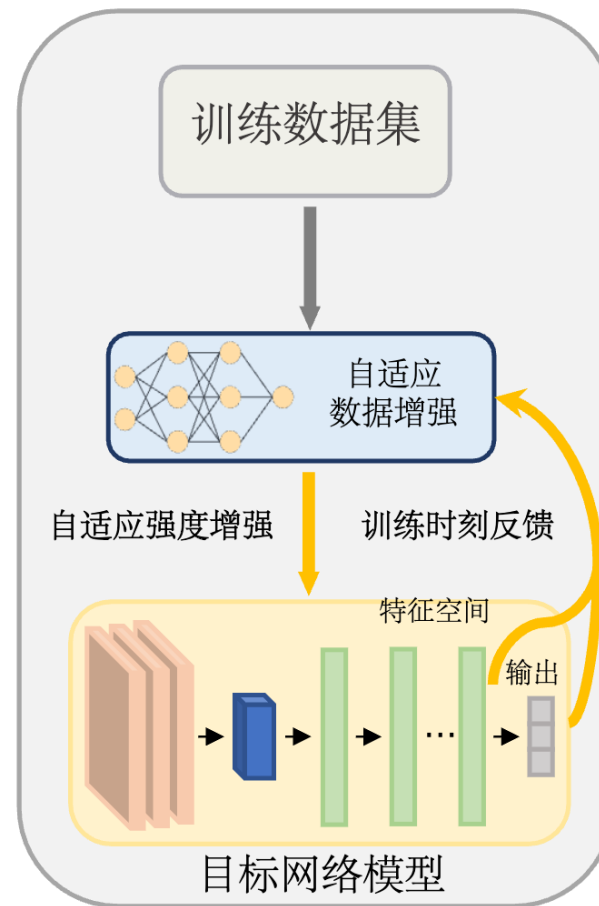 训练数据集
自适应
数据增强
自适应强度增强
训练时刻反馈
特征空间
输出
...
目标网络模型